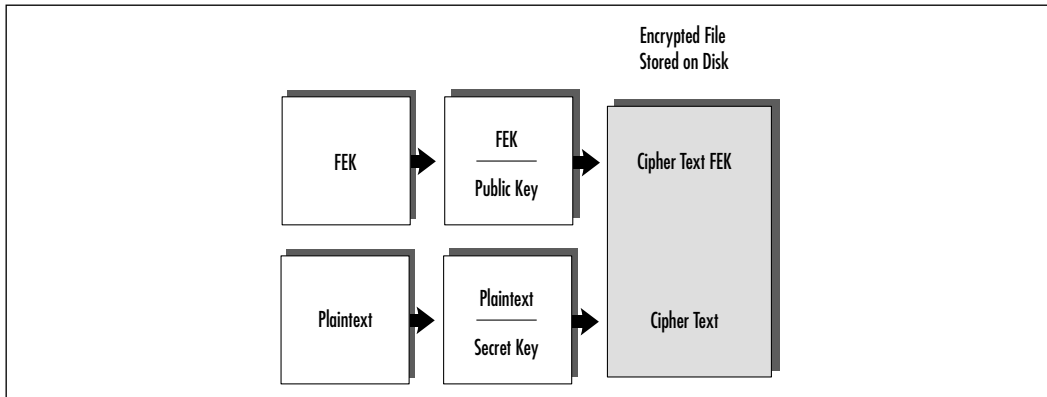 Encrypted File
Stored on Disk
FEK
FEK
Public Key
Cipher Text FEK
Plaintext
Plaintext
Secret Key
Cipher Text